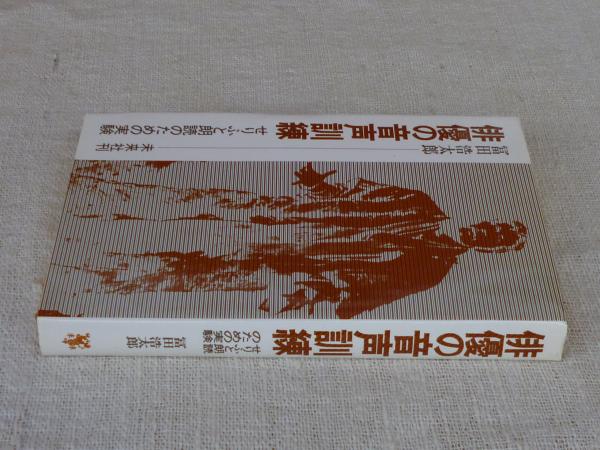 俳優の音声訓練
せりふと朗読のための実験
冨田浩太郎
未来社刊
俳優の音声訓練
せりふと朗読
のための実験
冨田浩太郎